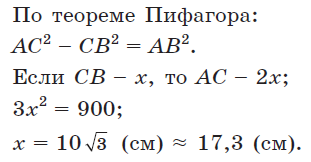 По теореме Пифагора:
AC² – CB² = AB².
Если CB – x, то AC – 2x;
3x² = 900;
x = 10√3 (см) ≈ 17,3 (см).